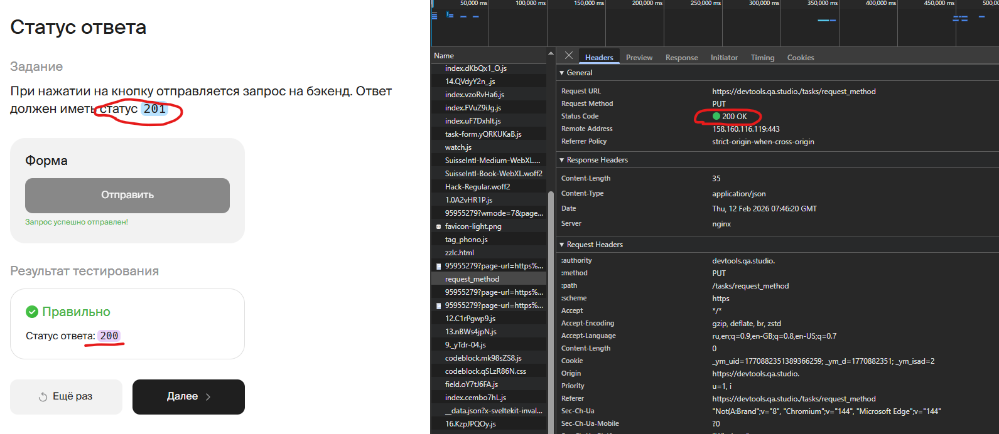 Статус ответа
Задание
При нажатии на кнопку отправляется запрос на бэкенд. Ответ
должен иметь статус 201
Форма
Отправить
Запрос успешно отправлен!
Результат тестирования
Правильно
Статус ответа: 200
Ещё раз
Далее
50,000 ms
100,000 ms
150,000 ms
200,000 ms
250,000 ms
300,000 ms
350,000 ms
400,000 ms
450,000 ms
500,0
Name
index.dKbQx1_O.js
14.QVdyY2n_.js
index.vzoRvHa6.js
index.FVuZ9iJg.js
index.uF7Dxhlt.js
task-form.yQRKUKaB.js
watch.js
SuisseIntl-Medium-WebXL....
SuisseIntl-Book-WebXL.woff2
Hack-Regular.woff2
1.0A2vHR1P.js
95955279?wmode=7&page...
favicon-light.png
tag_phono.js
zzlc.html
95955279?page-url=https%...
request_method
95955279?page-url=https%...
95955279?page-url=https%...
12.C1rPgwp9.js
13.nBWs4jpN.js
9._yTdr-04.js
codeblock.mk98sZS8.js
codeblock.qSLzR86N.css
field.oY7tJ6FA.js
index.cembo7hL.js
__data.json?x-sveltekit-inval...
16.KzpJPQOy.js
Headers Preview Response Initiator Timing Cookies
General
Request URL https://devtools.qa.studio./tasks/request_method
Request Method PUT
Status Code 200 OK
Remote Address 158.160.116.119:443
Referrer Policy strict-origin-when-cross-origin
Response Headers
Content-Length 35
Content-Type application/json
Date Thu, 12 Feb 2026 07:46:20 GMT
Server nginx
Request Headers
:authority devtools.qa.studio.
:method PUT
:path /tasks/request_method
:scheme https
Accept */*
Accept-Encoding gzip, deflate, br, zstd
Accept-Language ru,en;q=0.9,en-GB;q=0.8,en-US;q=0.7
Content-Length 0
Cookie _ym_uid=1770882351389366259; _ym_d=1770882351; _ym_isad=2
Origin https://devtools.qa.studio.
Priority u=1, i
Referer https://devtools.qa.studio./tasks/request_method
Sec-Ch-Ua "Not(A:Brand";v="8", "Chromium";v="144", "Microsoft Edge";v="144"
Sec-Ch-Ua-Mobile ?0